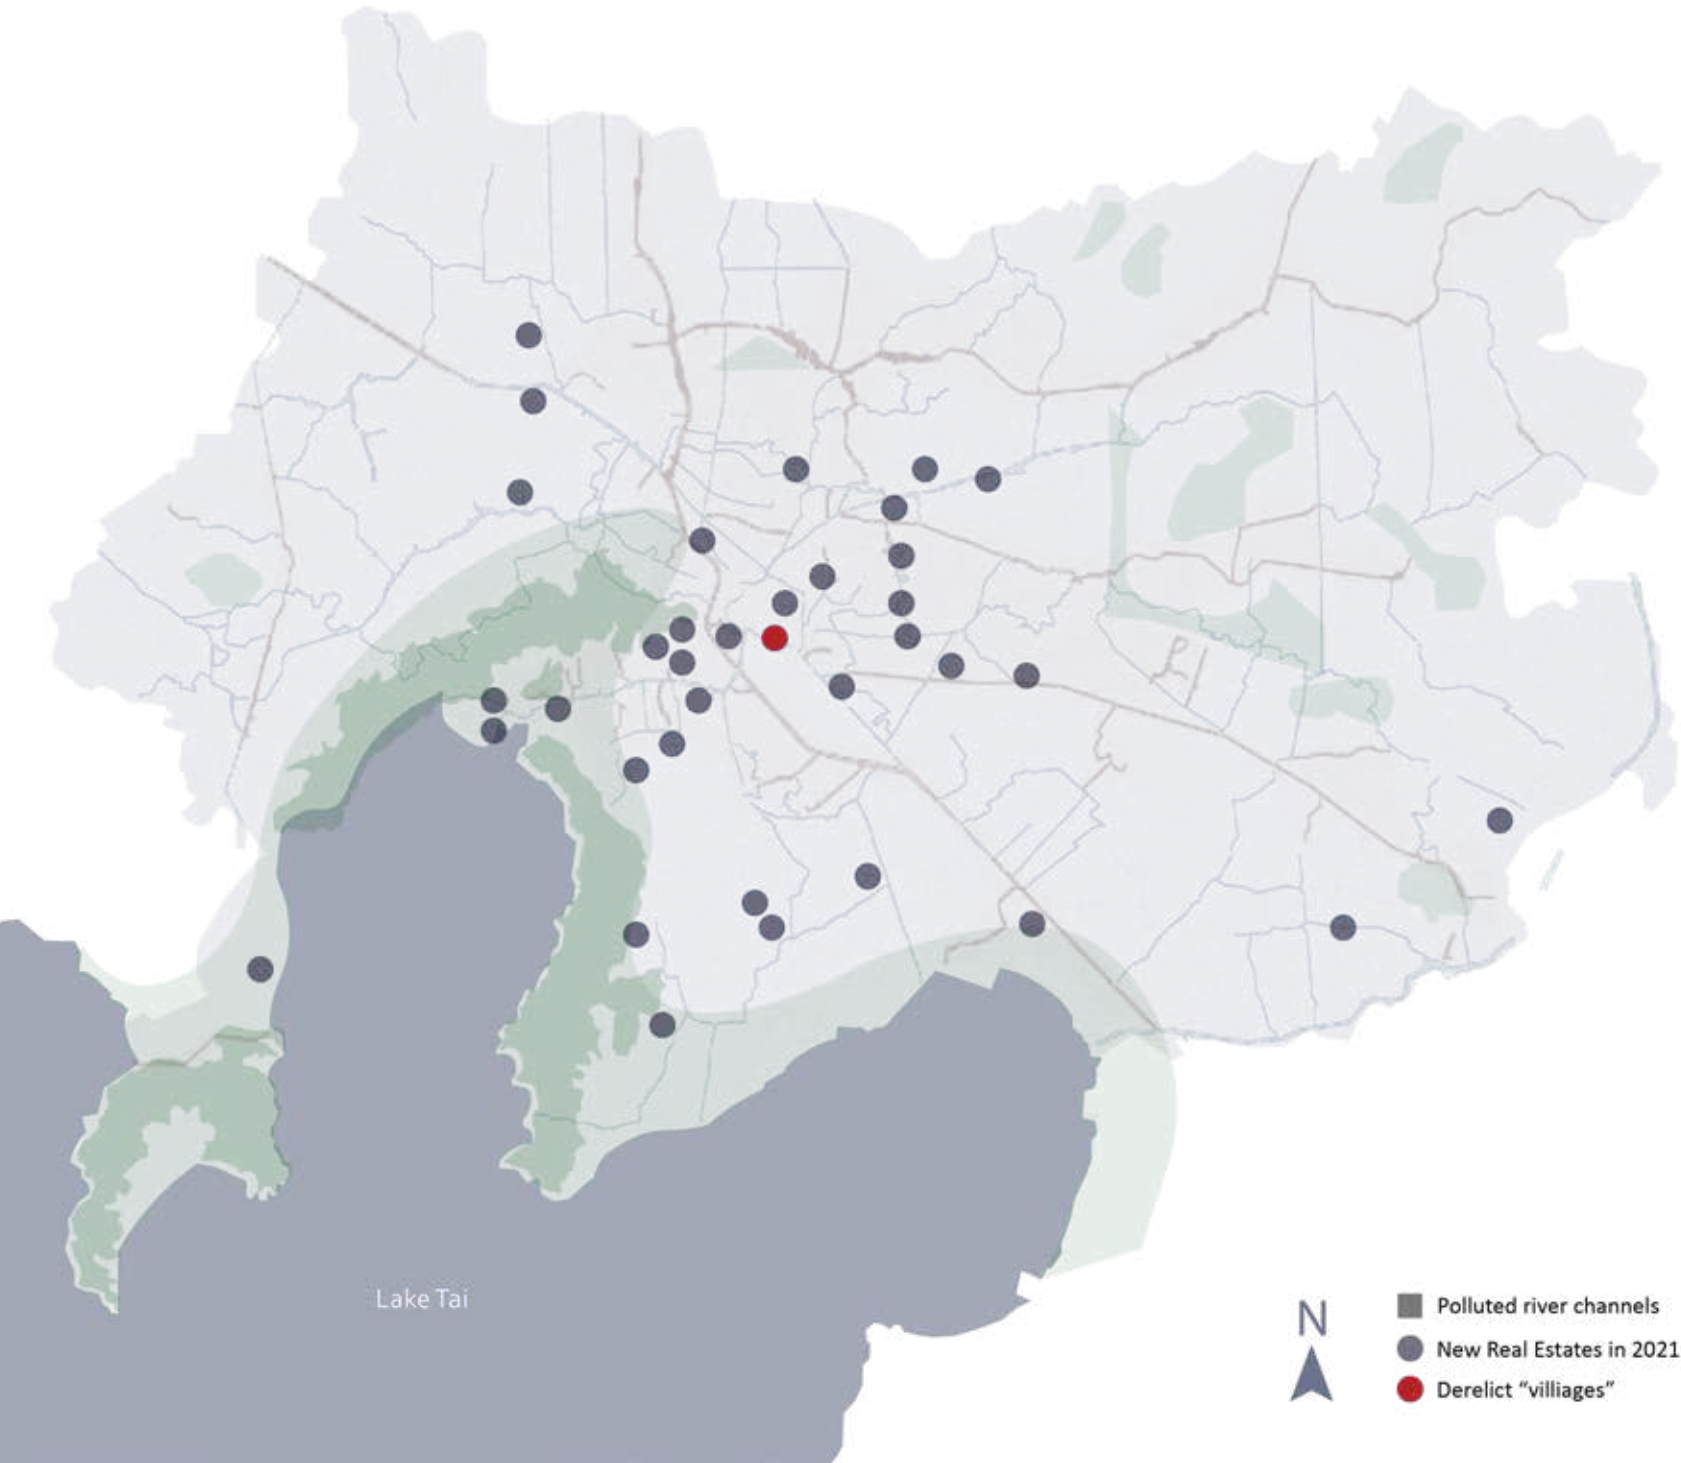 Lake Tai
N
Polluted river channels
New Real Estates in 2021
Derelict “villiages”